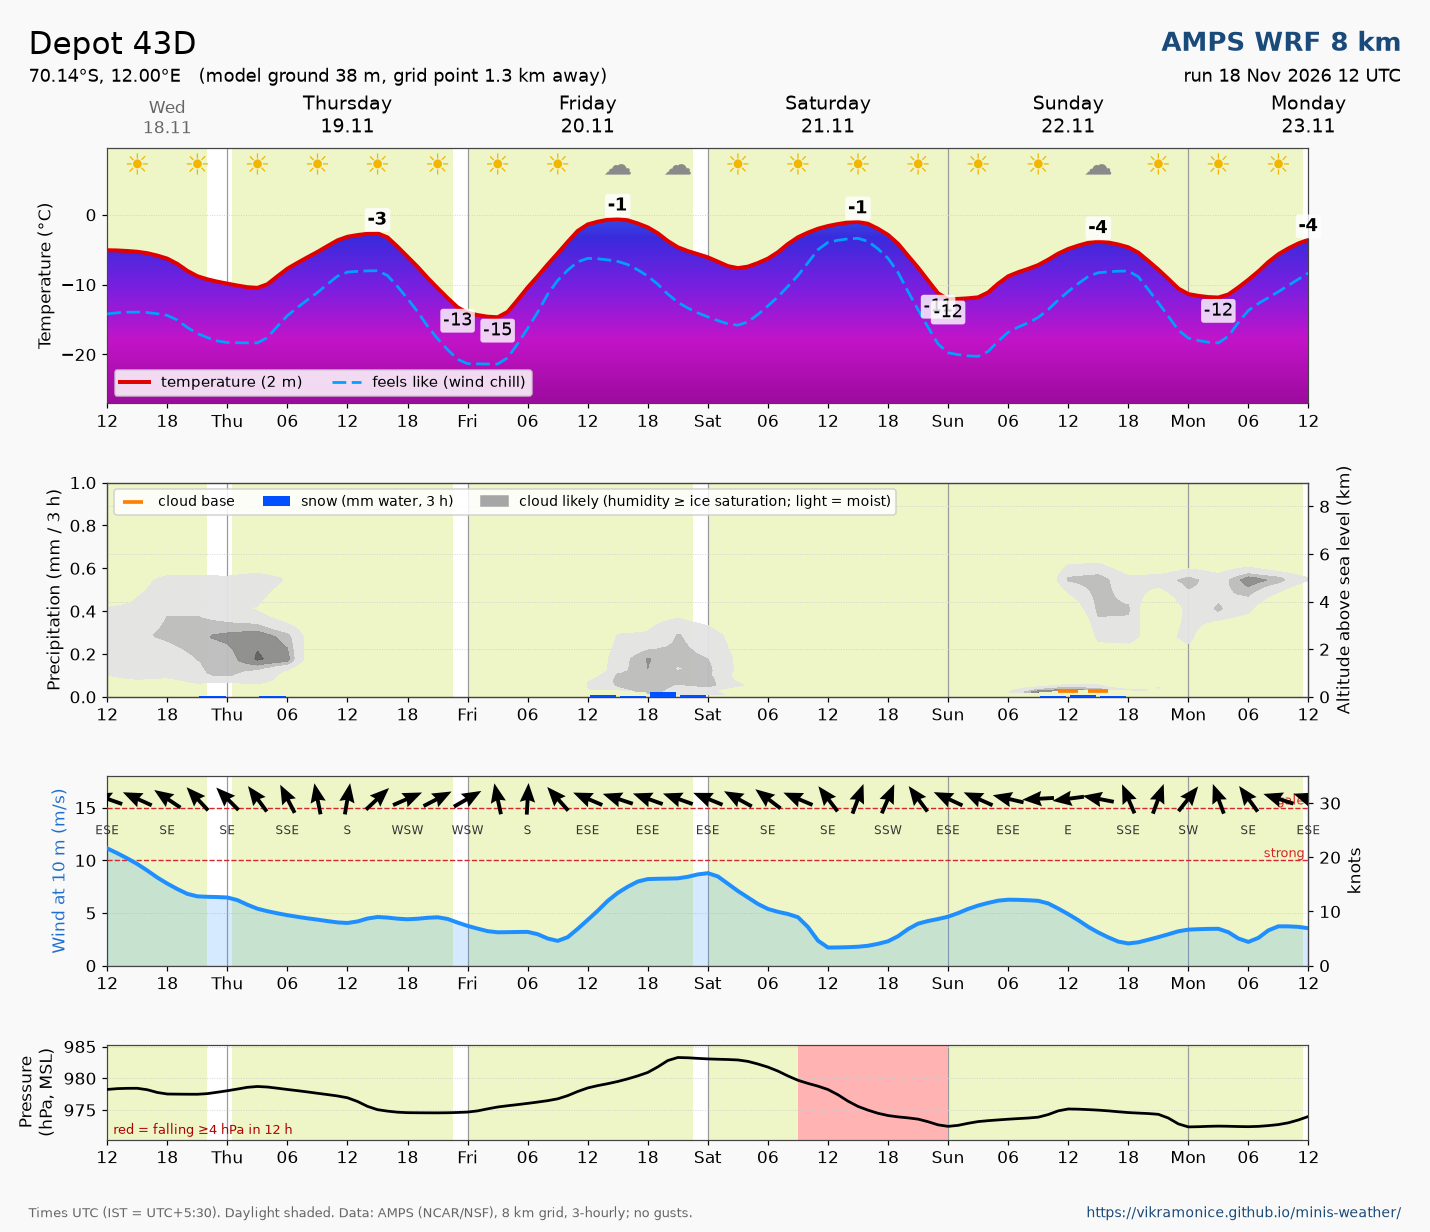 Depot 43D
AMPS WRF 8 km
70.14°S, 12.00°E (model ground 38 m, grid point 1.3 km away)
run 18 Nov 2026 12 UTC
Wed Thursday Friday Saturday Sunday Monday
18.11 19.11 20.11 21.11 22.11 23.11
Temperature (°C)
0
−10
−20
-3
-1
-1
-4
-4
-13
-15
-12
-12
temperature (2 m) feels like (wind chill)
12 18 Thu 06 12 18 Fri 06 12 18 Sat 06 12 18 Sun 06 12 18 Mon 06 12
Precipitation (mm / 3 h)
1.0
0.8
0.6
0.4
0.2
0.0
cloud base snow (mm water, 3 h) cloud likely (humidity ≥ ice saturation; light = moist)
8
6
4
2
0
Altitude above sea level (km)
12 18 Thu 06 12 18 Fri 06 12 18 Sat 06 12 18 Sun 06 12 18 Mon 06 12
Wind at 10 m (m/s)
15
10
5
0
ESE SE SE SSE S WSW WSW S ESE ESE ESE SE SE SSW ESE ESE E SSE SW SE ESE
strong
30
20
10
0
knots
12 18 Thu 06 12 18 Fri 06 12 18 Sat 06 12 18 Sun 06 12 18 Mon 06 12
Pressure
(hPa, MSL)
985
980
975
red = falling ≥4 hPa in 12 h
12 18 Thu 06 12 18 Fri 06 12 18 Sat 06 12 18 Sun 06 12 18 Mon 06 12
Times UTC (IST = UTC+5:30). Daylight shaded. Data: AMPS (NCAR/NSF), 8 km grid, 3-hourly; no gusts.
https://vikramonice.github.io/minis-weather/